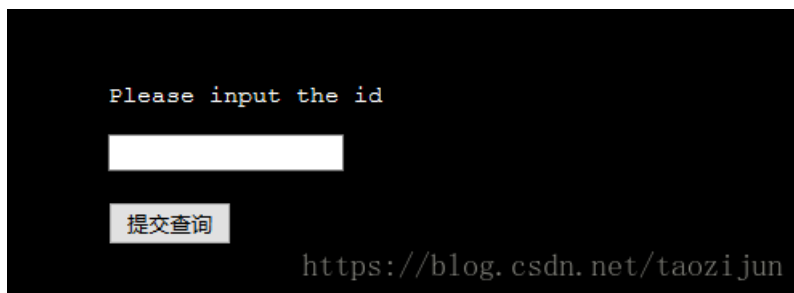 Please input the id
提交查询
https://blog.csdn.net/taozijun